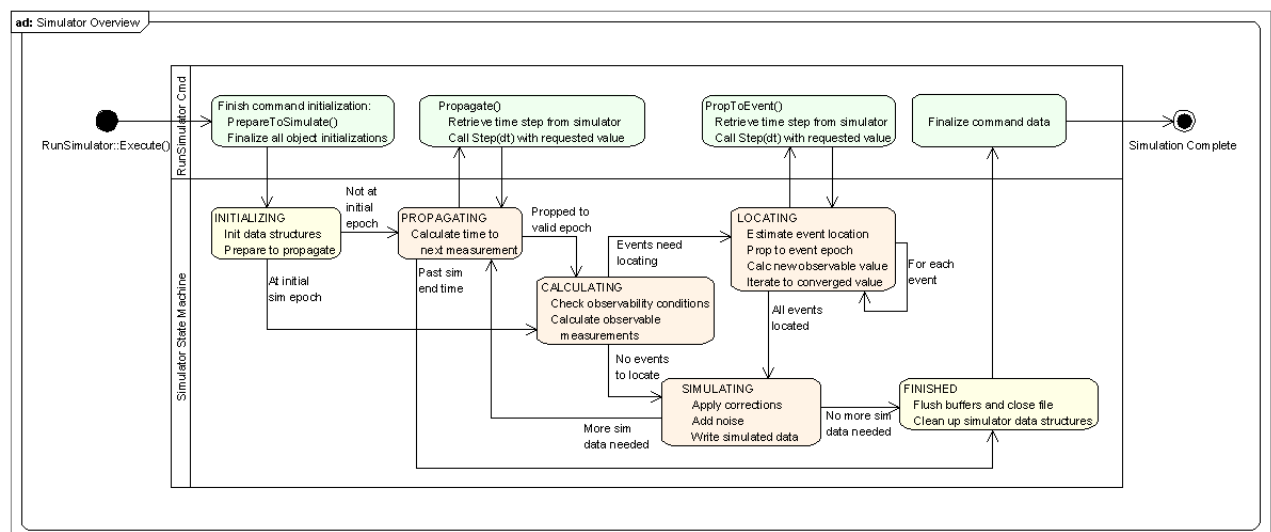 ad: Simulator Overview
RunSimulator Cmd
Finish command initialization:
PrepareToSimulate()
Finalize all object initializations
Propagate()
Retrieve time step from simulator
Call Step(dt) with requested value
PropToEvent()
Retrieve time step from simulator
Call Step(dt) with requested value
Finalize command data
RunSimulator::Execute()
Simulation Complete
Simulator State Machine
INITIALIZING
Init data structures
Prepare to propagate
Not at
initial
epoch
PROPAGATING
Calculate time to
next measurement
Propped to
valid epoch
Events need
locating
LOCATING
Estimate event location
Prop to event epoch
Calc new observable value
Iterate to converged value
For each
event
At initial
sim epoch
Past sim
end time
CALCULATING
Check observability conditions
Calculate observable
measurements
All events
located
No events
to locate
SIMULATING
Apply corrections
Add noise
Write simulated data
More sim
data needed
No more sim
data needed
FINISHED
Flush buffers and close file
Clean up simulator data structures